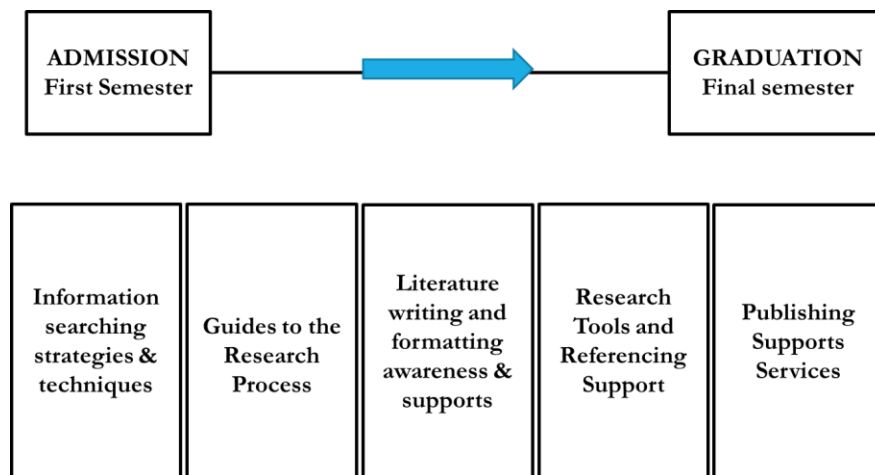 ADMISSION
First Semester
GRADUATION
Final semester
Information
searching
strategies &
techniques
Guides to the
Research
Process
Literature
writing and
formatting
awareness &
supports
Research
Tools and
Referencing
Support
Publishing
Supports
Services